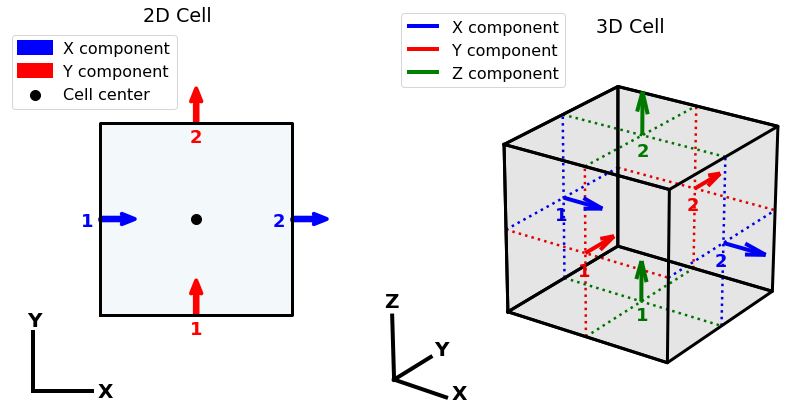 2D Cell
X component
Y component
Cell center
2
1
2
1
Y
X
3D Cell
X component
Y component
Z component
2
1
2
2
1
1
Z
Y
X